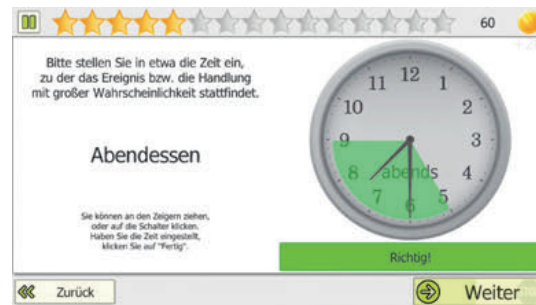 60
Bitte stellen Sie in etwa die Zeit ein,
zu der das Ereignis bzw. die Handlung
mit großer Wahrscheinlichkeit stattfindet.
Abendessen
Sie können an den Zeigern ziehen,
oder auf die Schalter klicken.
Haben Sie die Zeit eingestellt,
klicken Sie auf "Fertig".
12
11 1
10 2
9 3
8 abends 4
7 5
6
Richtig!
Zurück
Weiter